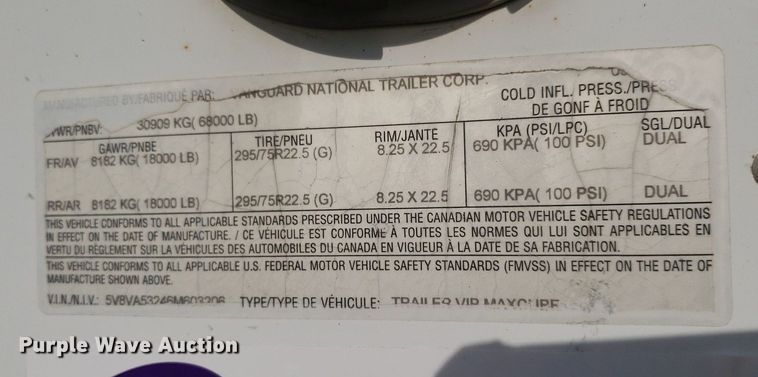 MANUFACTURED BY/FABRIQUÉ PAR: VANGUARD NATIONAL TRAILER CORP.
COLD INFL. PRESS./PRESS
DE GONF À FROID
GVWR/PNBV: 30909 KG( 68000 LB)
GAWR/PNBE TIRE/PNEU RIM/JANTE KPA (PSI/LPC) SGL/DUAL
FR/AV 8182 KG( 18000 LB) 295/75R22.5 (G) 8.25 X 22.5 690 KPA( 100 PSI) DUAL
RR/AR 8182 KG( 18000 LB) 295/75R22.5 (G) 8.25 X 22.5 690 KPA( 100 PSI) DUAL
THIS VEHICLE CONFORMS TO ALL APPLICABLE STANDARDS PRESCRIBED UNDER THE CANADIAN MOTOR VEHICLE SAFETY REGULATIONS
IN EFFECT ON THE DATE OF MANUFACTURE. / CE VÉHICULE EST CONFORME À TOUTES LES NORMES QUI LUI SONT APPLICABLES EN
VERTU DU RÈGLEMENT SUR LA VÉHICULES DES AUTOMOBILES DU CANADA EN VIGUEUR À LA DATE DE SA FABRICATION.
THIS VEHICLE CONFORMS TO ALL APPLICABLE U.S. FEDERAL MOTOR VEHICLE SAFETY STANDARDS (FMVSS) IN EFFECT ON THE DATE OF
MANUFACTURE SHOWN ABOVE.
V.I.N./N.I.V.: 5V8VA53246M603206 TYPE/TYPE DE VÉHICULE: TRAILER VIP MAXCUBE
Purple Wave Auction